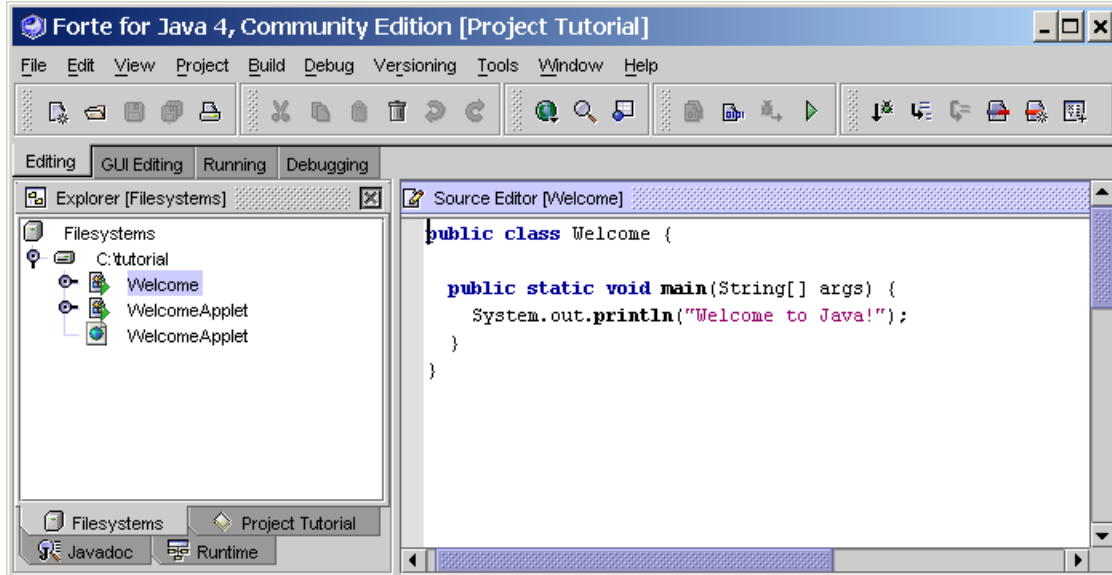 Forte for Java 4, Community Edition [Project Tutorial]
File Edit View Project Build Debug Versioning Tools Window Help
Editing GUI Editing Running Debugging
Explorer [Filesystems]
Filesystems
C:\tutorial
Welcome
WelcomeApplet
WelcomeApplet
Filesystems Project Tutorial
Javadoc Runtime
Source Editor [Welcome]
public class Welcome {
public static void main(String[] args) {
System.out.println("Welcome to Java!");
}
}